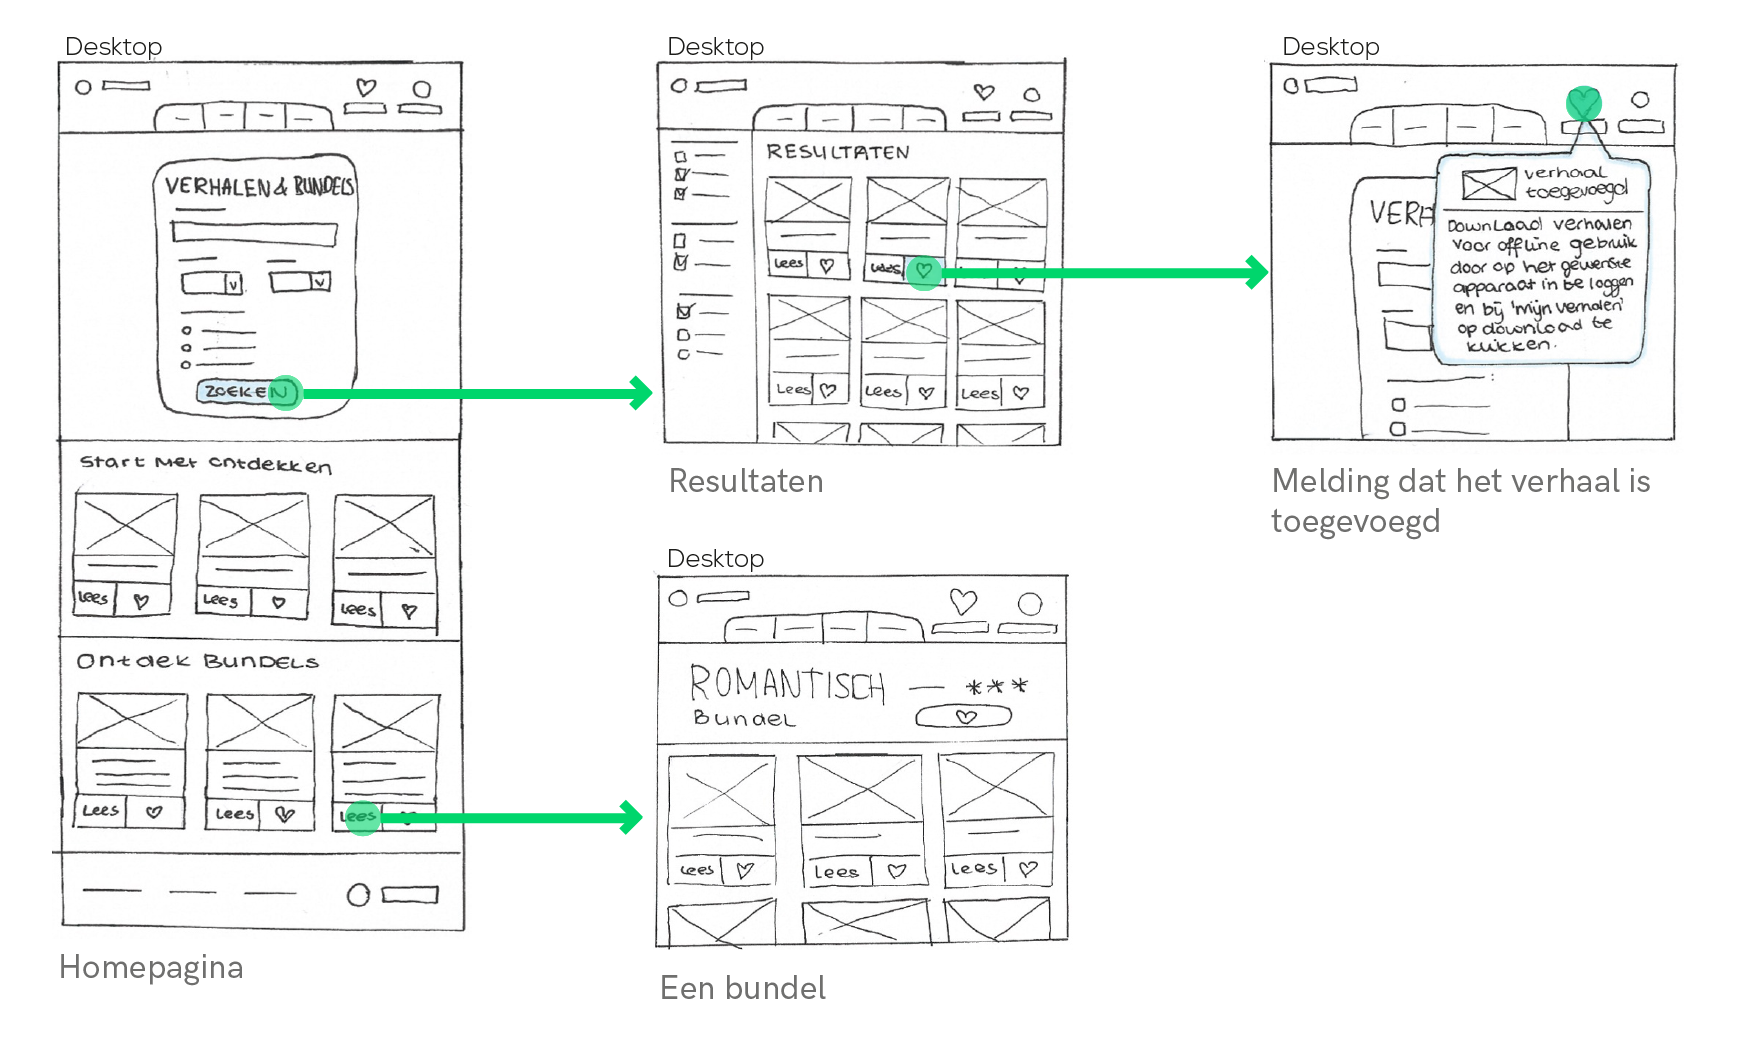 Desktop
VERHALEN & BUNDELS
v
v
ZOEKEN
Start Met ontdekken
Lees
Lees
Lees
Ontdek BUNDELS
Lees
Lees
Lees
Homepagina
Desktop
RESULTATEN
Lees
Lees
Lees
Lees
Lees
Lees
Resultaten
Desktop
VERH
verhaal
toegevoegd
Download verhalen
voor offline gebruik
door op het gewenste
apparaat in te loggen
en bij 'mijn verhalen'
op download te
klikken.
Melding dat het verhaal is
toegevoegd
Desktop
ROMANTISCH — ***
Bundel
Lees
Lees
Lees
Een bundel